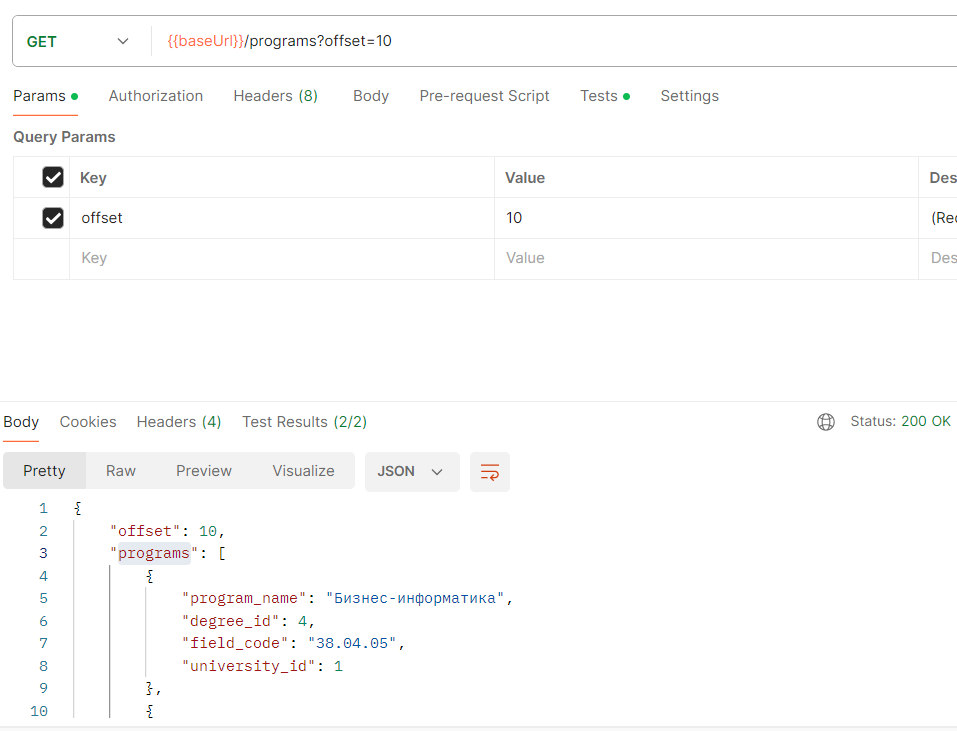 GET {{baseUrl}}/programs?offset=10
Params Authorization Headers (8) Body Pre-request Script Tests Settings
Query Params
Key Value Des
offset 10 (Rec
Key Value Des
Body Cookies Headers (4) Test Results (2/2) Status: 200 OK
Pretty Raw Preview Visualize JSON
1 {
2 "offset": 10,
3 "programs": [
4 {
5 "program_name": "Бизнес-информатика",
6 "degree_id": 4,
7 "field_code": "38.04.05",
8 "university_id": 1
9 },
10 {